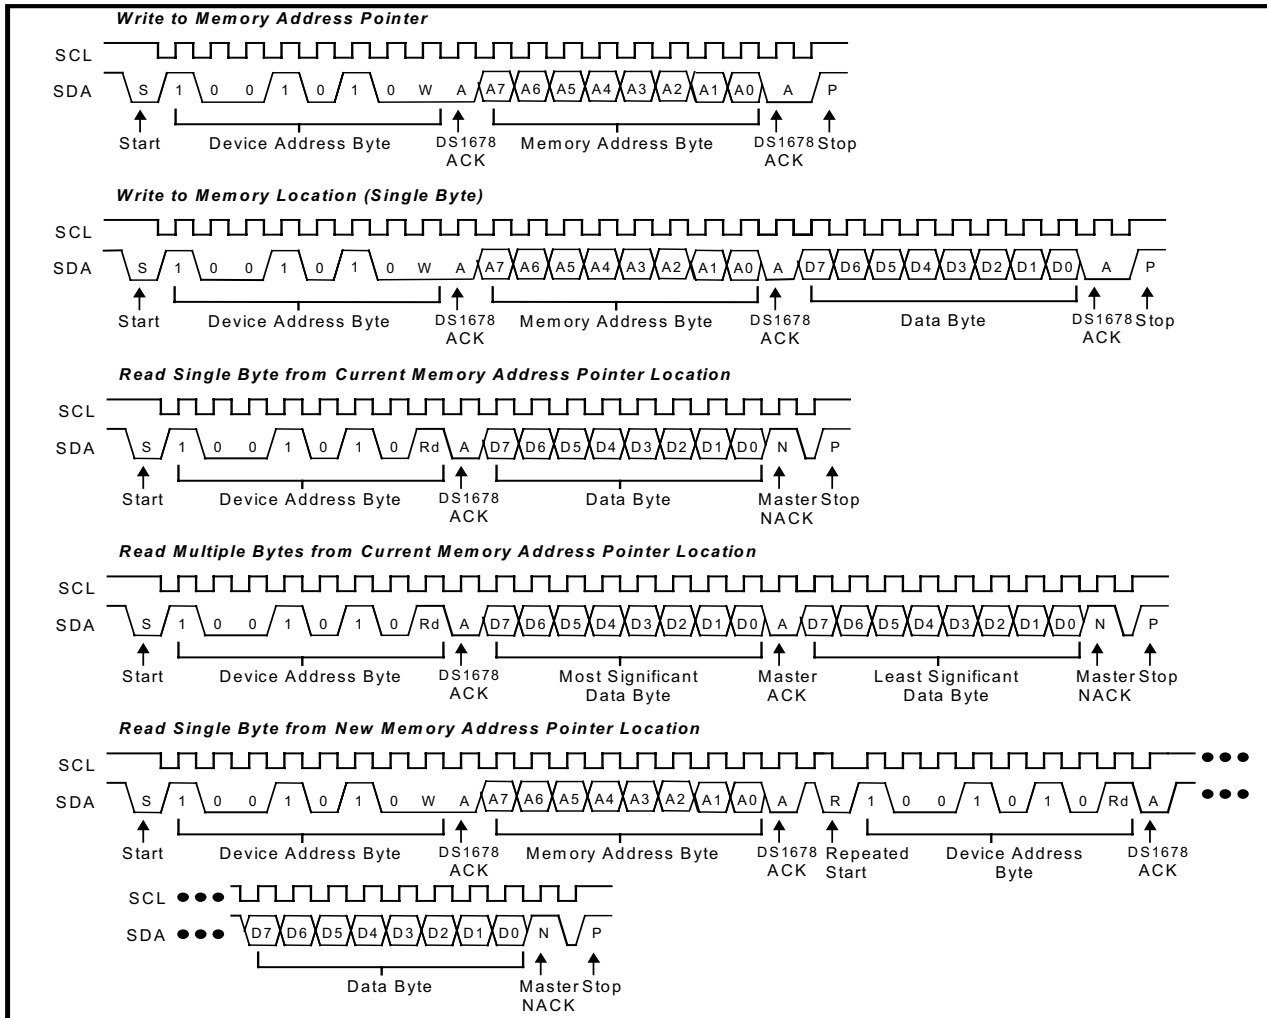 Write to Memory Address Pointer
SCL
SDA S 1 0 0 1 0 1 0 W A A7 A6 A5 A4 A3 A2 A1 A0 A P
Start Device Address Byte DS1678 Memory Address Byte DS1678 Stop
ACK ACK
Write to Memory Location (Single Byte)
SCL
SDA S 1 0 0 1 0 1 0 W A A7 A6 A5 A4 A3 A2 A1 A0 A D7 D6 D5 D4 D3 D2 D1 D0 A P
Start Device Address Byte DS1678 Memory Address Byte DS1678 Data Byte DS1678 Stop
ACK ACK ACK
Read Single Byte from Current Memory Address Pointer Location
SCL
SDA S 1 0 0 1 0 1 0 Rd A D7 D6 D5 D4 D3 D2 D1 D0 N P
Start Device Address Byte DS1678 Data Byte Master Stop
ACK NACK
Read Multiple Bytes from Current Memory Address Pointer Location
SCL
SDA S 1 0 0 1 0 1 0 Rd A D7 D6 D5 D4 D3 D2 D1 D0 A D7 D6 D5 D4 D3 D2 D1 D0 N P
Start Device Address Byte DS1678 Most Significant Master Least Significant Master Stop
ACK Data Byte ACK Data Byte NACK
Read Single Byte from New Memory Address Pointer Location
SCL
SDA S 1 0 0 1 0 1 0 W A A7 A6 A5 A4 A3 A2 A1 A0 A R 1 0 0 1 0 1 0 Rd A
Start Device Address Byte DS1678 Memory Address Byte DS1678 Repeated Device Address DS1678
ACK ACK Start Byte ACK
SCL
SDA D7 D6 D5 D4 D3 D2 D1 D0 N P
Data Byte Master Stop
NACK